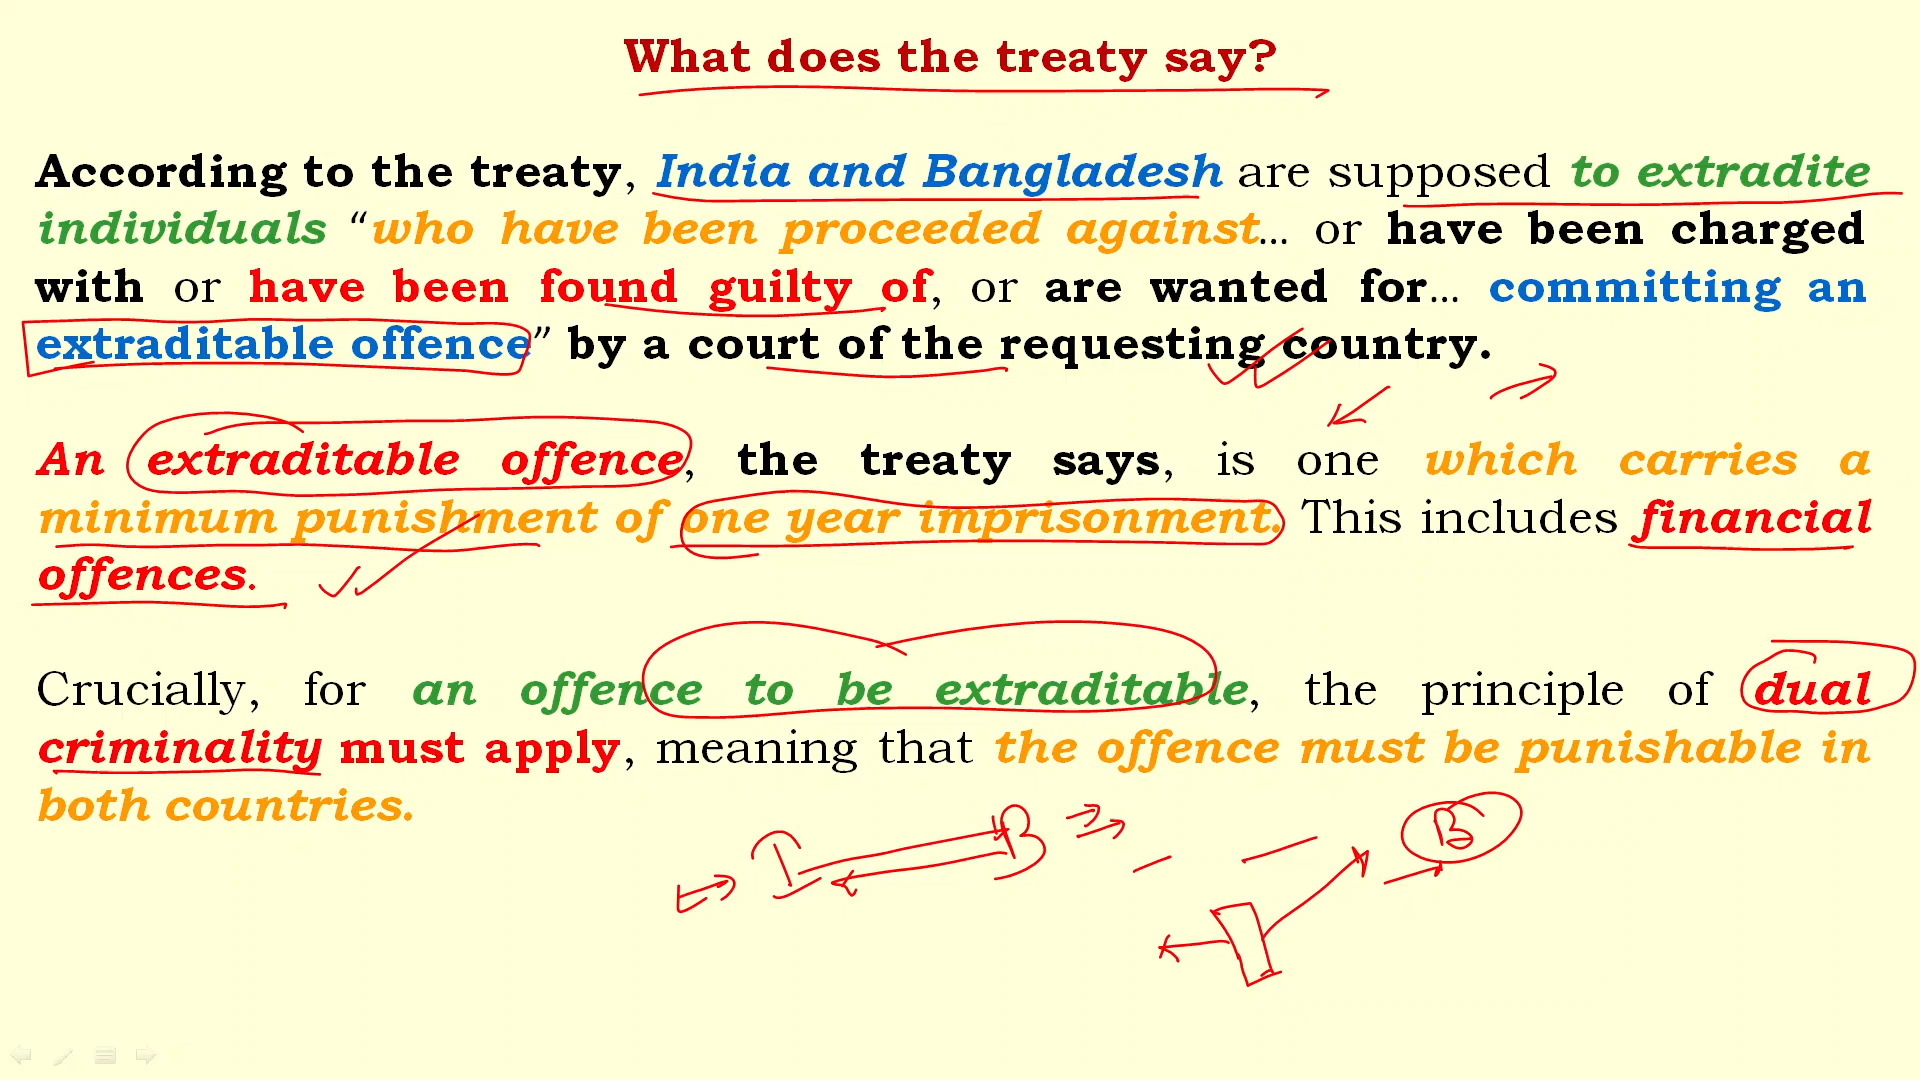 What does the treaty say?
According to the treaty, India and Bangladesh are supposed to extradite
individuals “who have been proceeded against… or have been charged
with or have been found guilty of, or are wanted for… committing an
extraditable offence” by a court of the requesting country.
An extraditable offence, the treaty says, is one which carries a
minimum punishment of one year imprisonment. This includes financial
offences.
Crucially, for an offence to be extraditable, the principle of dual
criminality must apply, meaning that the offence must be punishable in
both countries.
I B B
I